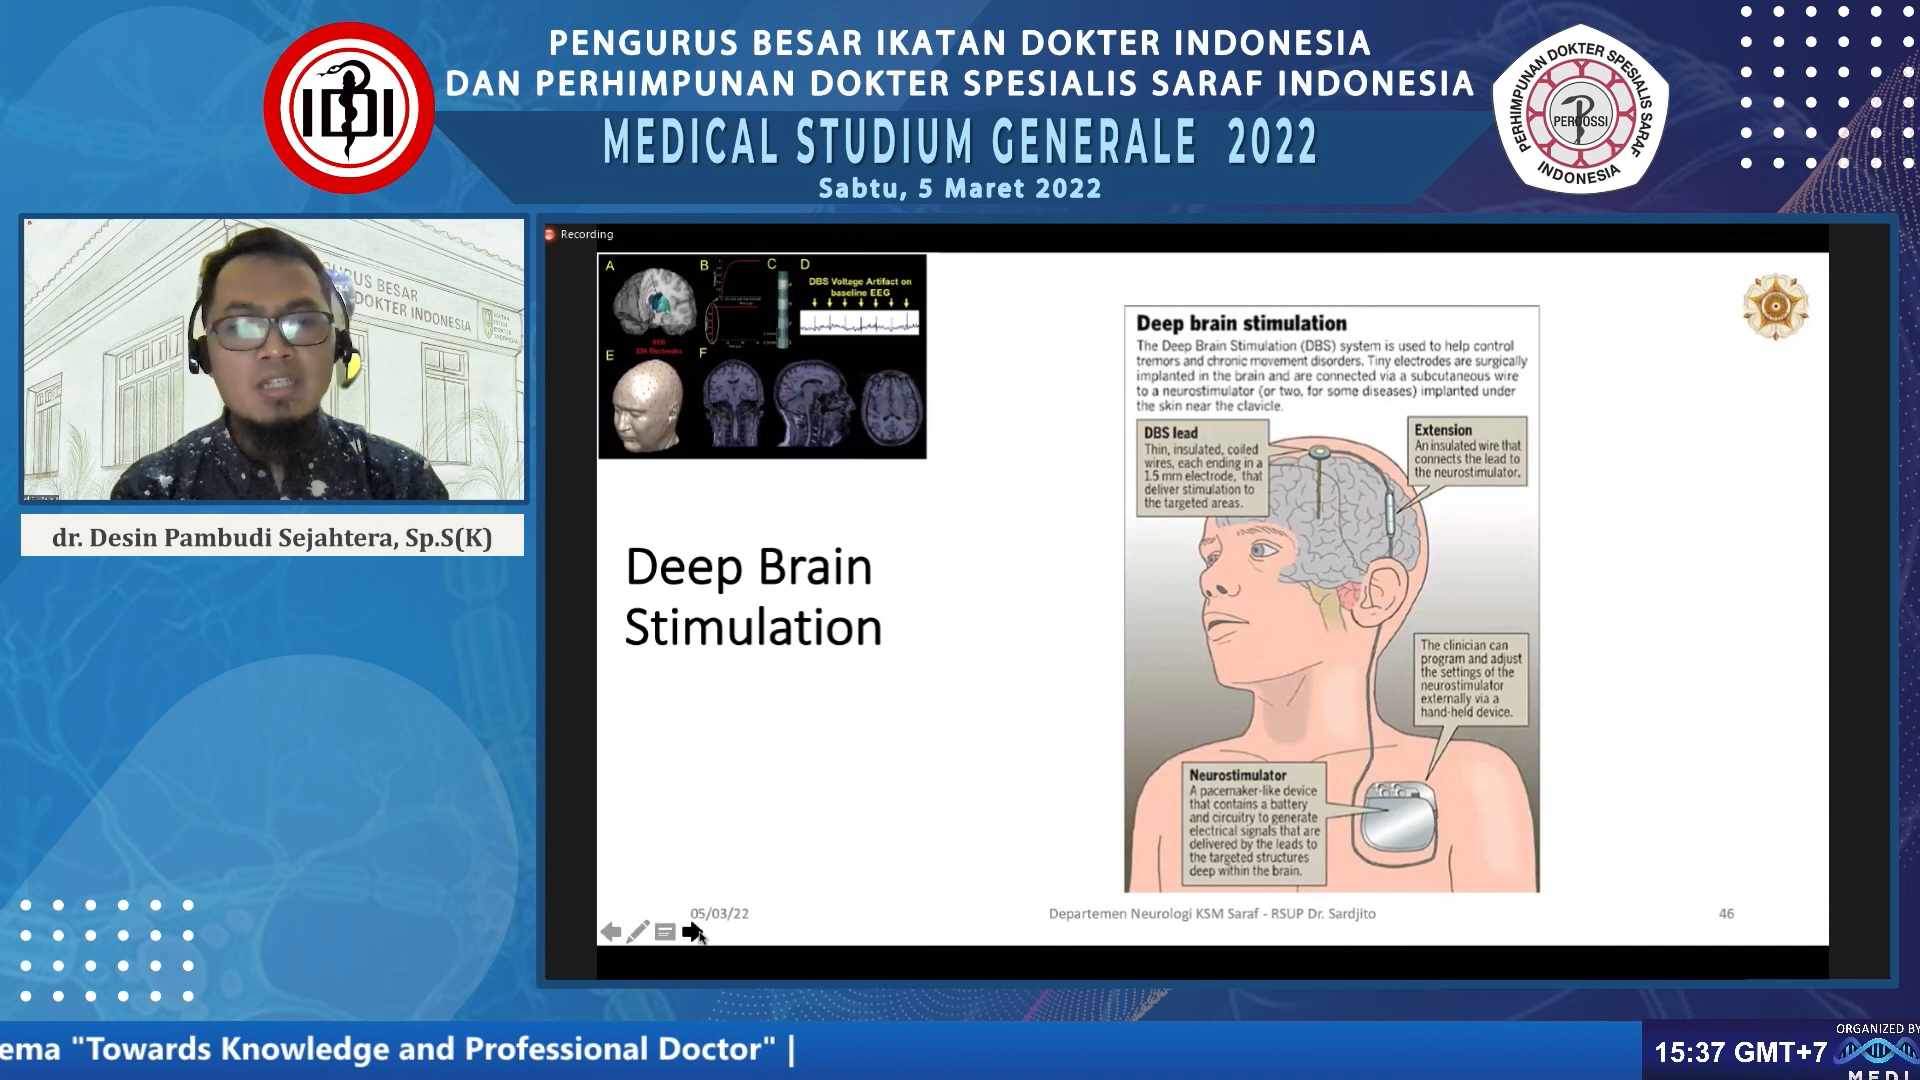 PENGURUS BESAR IKATAN DOKTER INDONESIA
DAN PERHIMPUNAN DOKTER SPESIALIS SARAF INDONESIA
MEDICAL STUDIUM GENERALE 2022
Sabtu, 5 Maret 2022
IDI
PERHIMPUNAN DOKTER SPESIALIS SARAF
PERDOSSI
INDONESIA
PENGURUS BESAR
DOKTER INDONESIA
dr. Desin Pambudi Sejahtera, Sp.S(K)
Recording
A
B
C
D
DBS Voltage Artifact on
baseline EEG
EEG
256 Electrodes
E
F
Deep Brain
Stimulation
Deep brain stimulation
The Deep Brain Stimulation (DBS) system is used to help control
tremors and chronic movement disorders. Tiny electrodes are surgically
implanted in the brain and are connected via a subcutaneous wire
to a neurostimulator (or two, for some diseases) implanted under
the skin near the clavicle.
DBS lead
Thin, insulated, coiled
wires, each ending in a
1.5 mm electrode, that
deliver stimulation to
the targeted areas.
Extension
An insulated wire that
connects the lead to
the neurostimulator.
The clinician can
program and adjust
the settings of the
neurostimulator
externally via a
hand-held device.
Neurostimulator
A pacemaker-like device
that contains a battery
and circuitry to generate
electrical signals that are
delivered by the leads to
the targeted structures
deep within the brain.
05/03/22
Departemen Neurologi KSM Saraf - RSUP Dr. Sardjito
46
ema "Towards Knowledge and Professional Doctor" |
15:37 GMT+7
ORGANIZED BY
MEDI